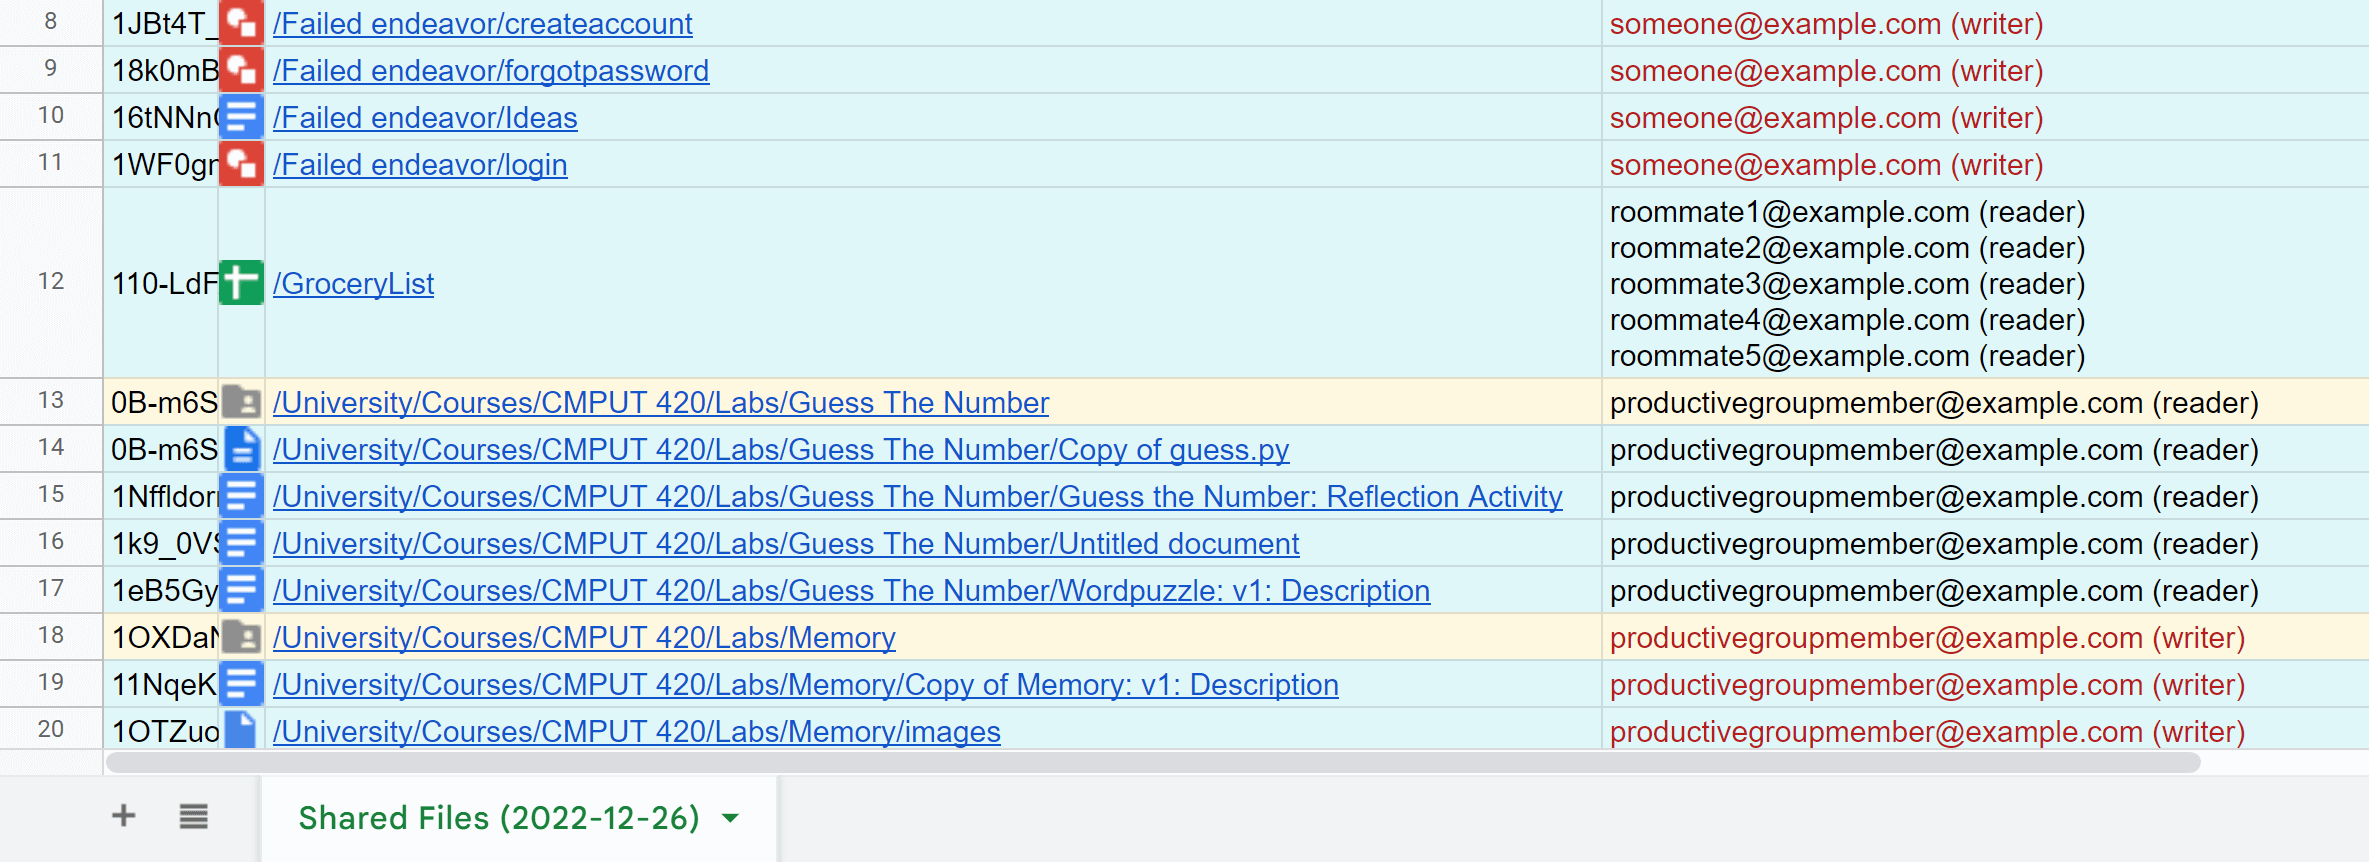 8 1JBt4T_ /Failed endeavor/createaccount someone@example.com (writer)
9 18k0mB /Failed endeavor/forgotpassword someone@example.com (writer)
10 16tNNn /Failed endeavor/Ideas someone@example.com (writer)
11 1WF0gr /Failed endeavor/login someone@example.com (writer)
roommate1@example.com (reader)
roommate2@example.com (reader)
12 110-LdF /GroceryList roommate3@example.com (reader)
roommate4@example.com (reader)
roommate5@example.com (reader)
13 0B-m6S /University/Courses/CMPUT 420/Labs/Guess The Number productivegroupmember@example.com (reader)
14 0B-m6S /University/Courses/CMPUT 420/Labs/Guess The Number/Copy of guess.py productivegroupmember@example.com (reader)
15 1Nffldor /University/Courses/CMPUT 420/Labs/Guess The Number/Guess the Number: Reflection Activity productivegroupmember@example.com (reader)
16 1k9_0V /University/Courses/CMPUT 420/Labs/Guess The Number/Untitled document productivegroupmember@example.com (reader)
17 1eB5Gy /University/Courses/CMPUT 420/Labs/Guess The Number/Wordpuzzle: v1: Description productivegroupmember@example.com (reader)
18 1OXDa /University/Courses/CMPUT 420/Labs/Memory productivegroupmember@example.com (writer)
19 11NqeK /University/Courses/CMPUT 420/Labs/Memory/Copy of Memory: v1: Description productivegroupmember@example.com (writer)
20 1OTZuo /University/Courses/CMPUT 420/Labs/Memory/images productivegroupmember@example.com (writer)
Shared Files (2022-12-26)